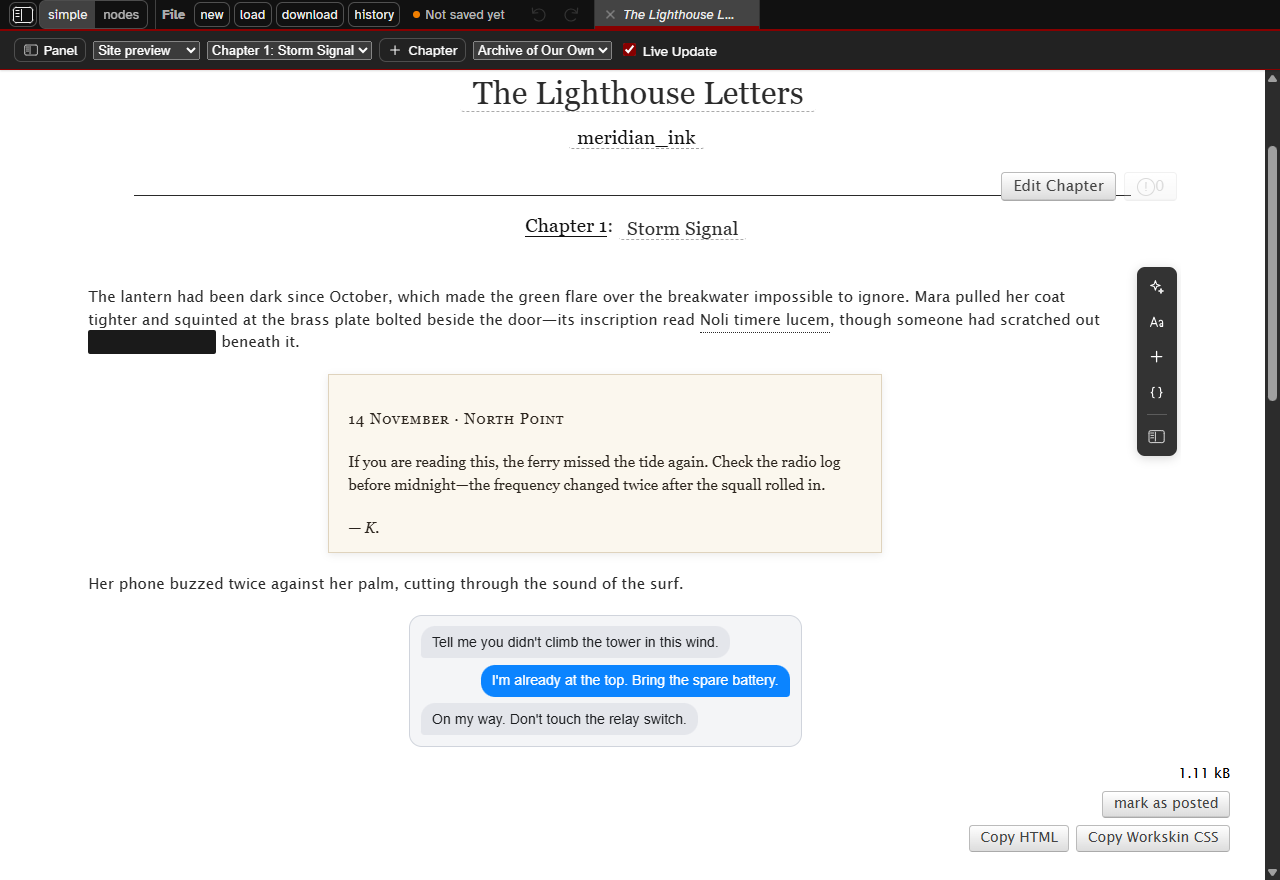 simple nodes File new load download history Not saved yet The Lighthouse L...
Panel Site preview Chapter 1: Storm Signal + Chapter Archive of Our Own Live Update
The Lighthouse Letters
meridian_ink
Edit Chapter 0
Chapter 1: Storm Signal
The lantern had been dark since October, which made the green flare over the breakwater impossible to ignore. Mara pulled her coat
tighter and squinted at the brass plate bolted beside the door—its inscription read Noli timere lucem, though someone had scratched out
beneath it.
Aa
{ }
14 November · North Point
If you are reading this, the ferry missed the tide again. Check the radio log
before midnight—the frequency changed twice after the squall rolled in.
— K.
Her phone buzzed twice against her palm, cutting through the sound of the surf.
Tell me you didn't climb the tower in this wind.
I'm already at the top. Bring the spare battery.
On my way. Don't touch the relay switch.
1.11 kB
mark as posted
Copy HTML Copy Workskin CSS